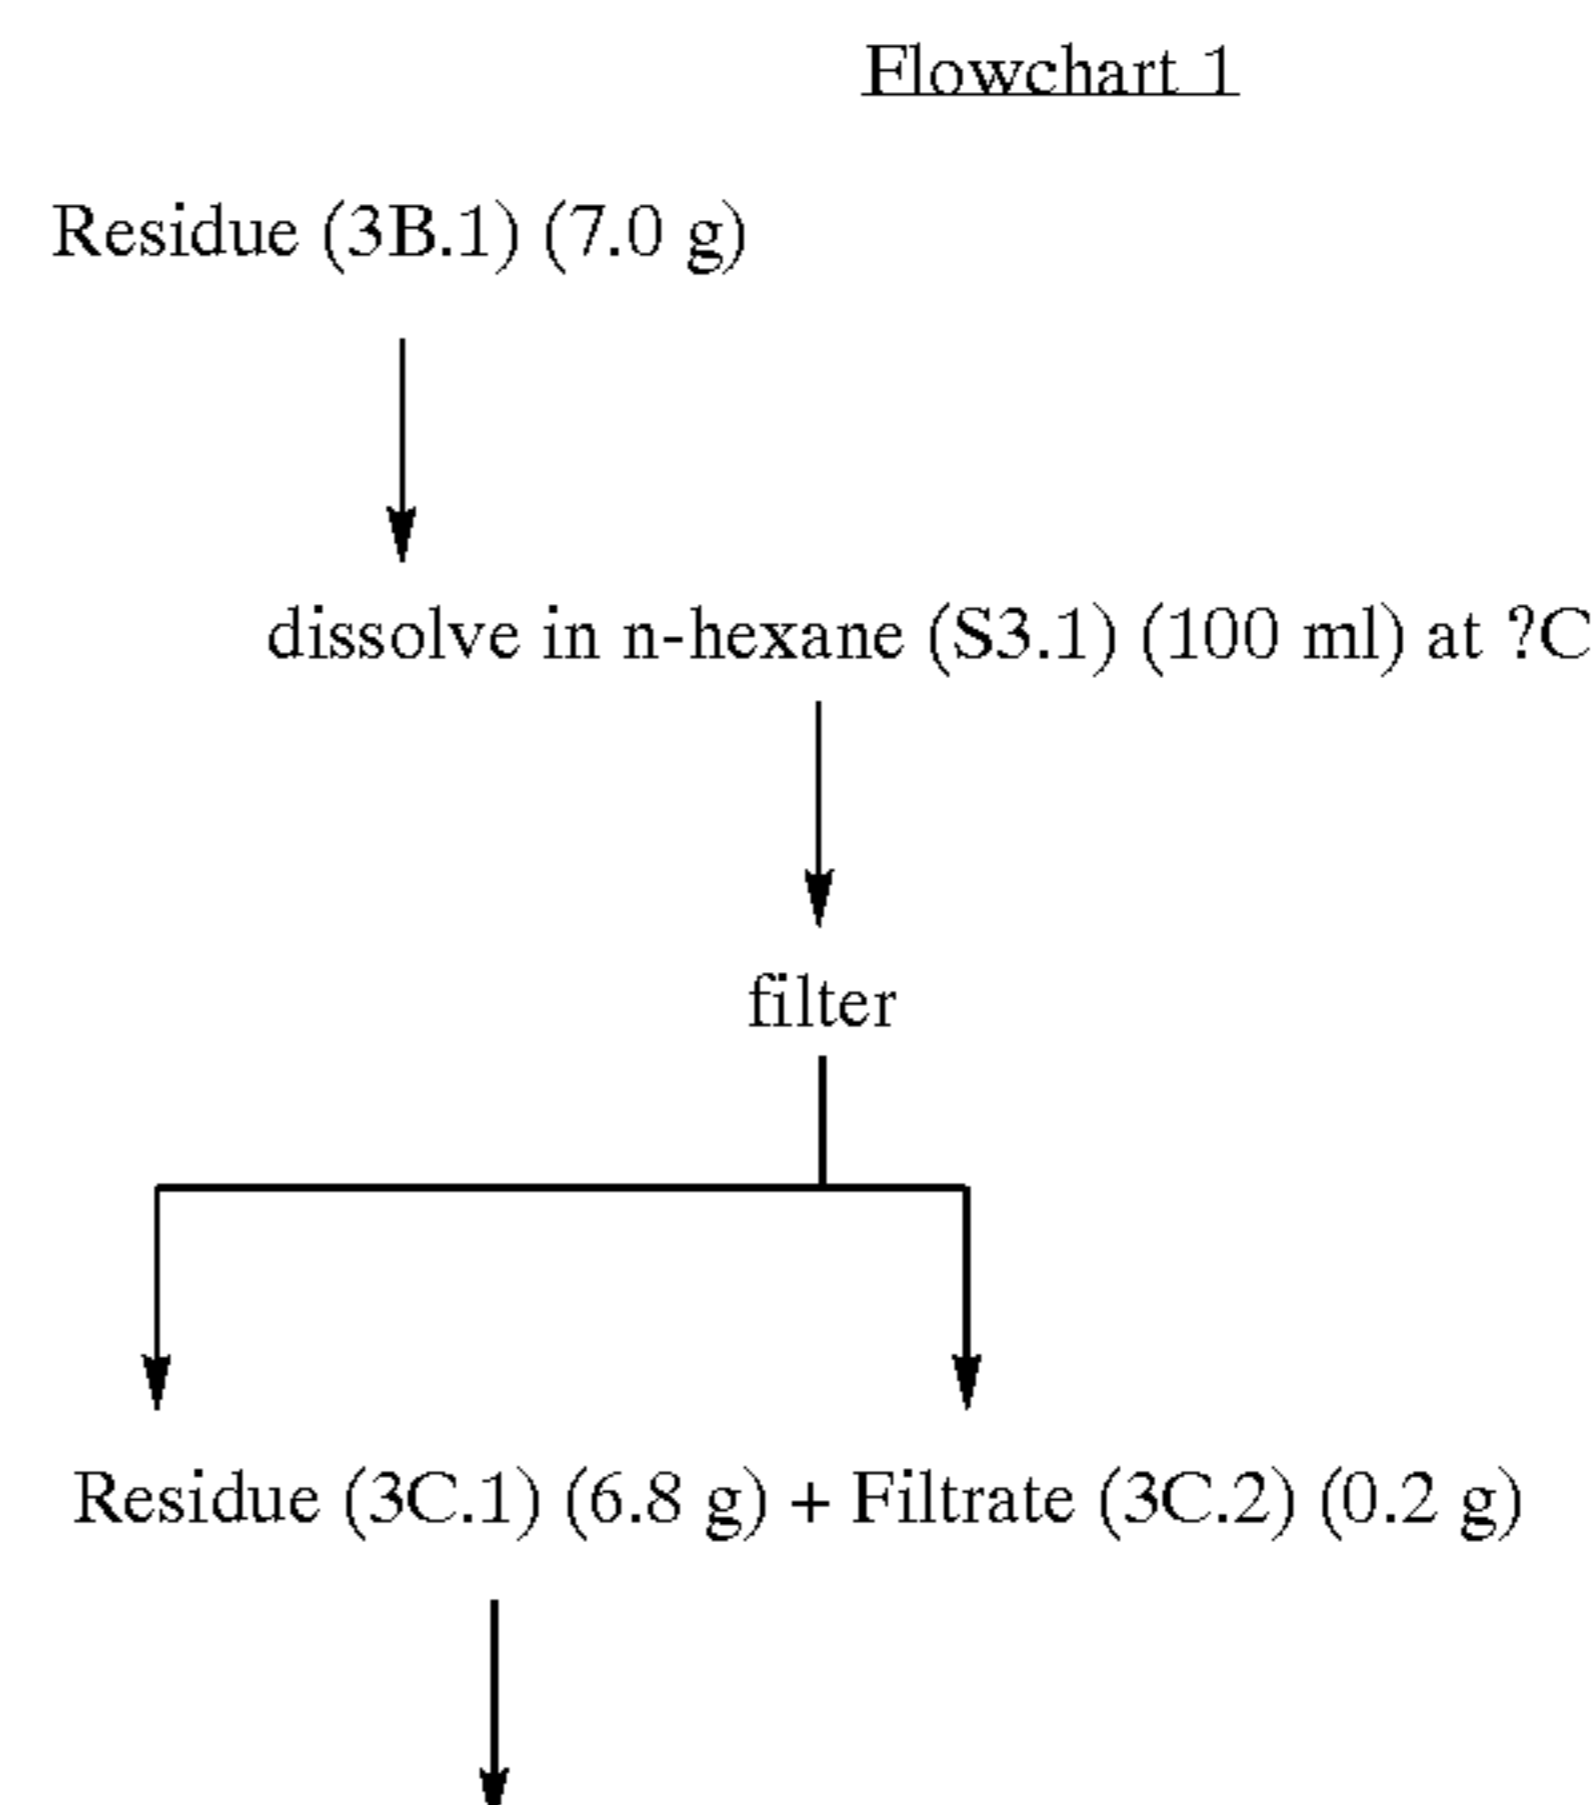 Flowchart 1
Residue (3B.1) (7.0 g)
dissolve in n-hexane (S3.1) (100 ml) at ?C
filter
Residue (3C.1) (6.8 g) + Filtrate (3C.2) (0.2 g)